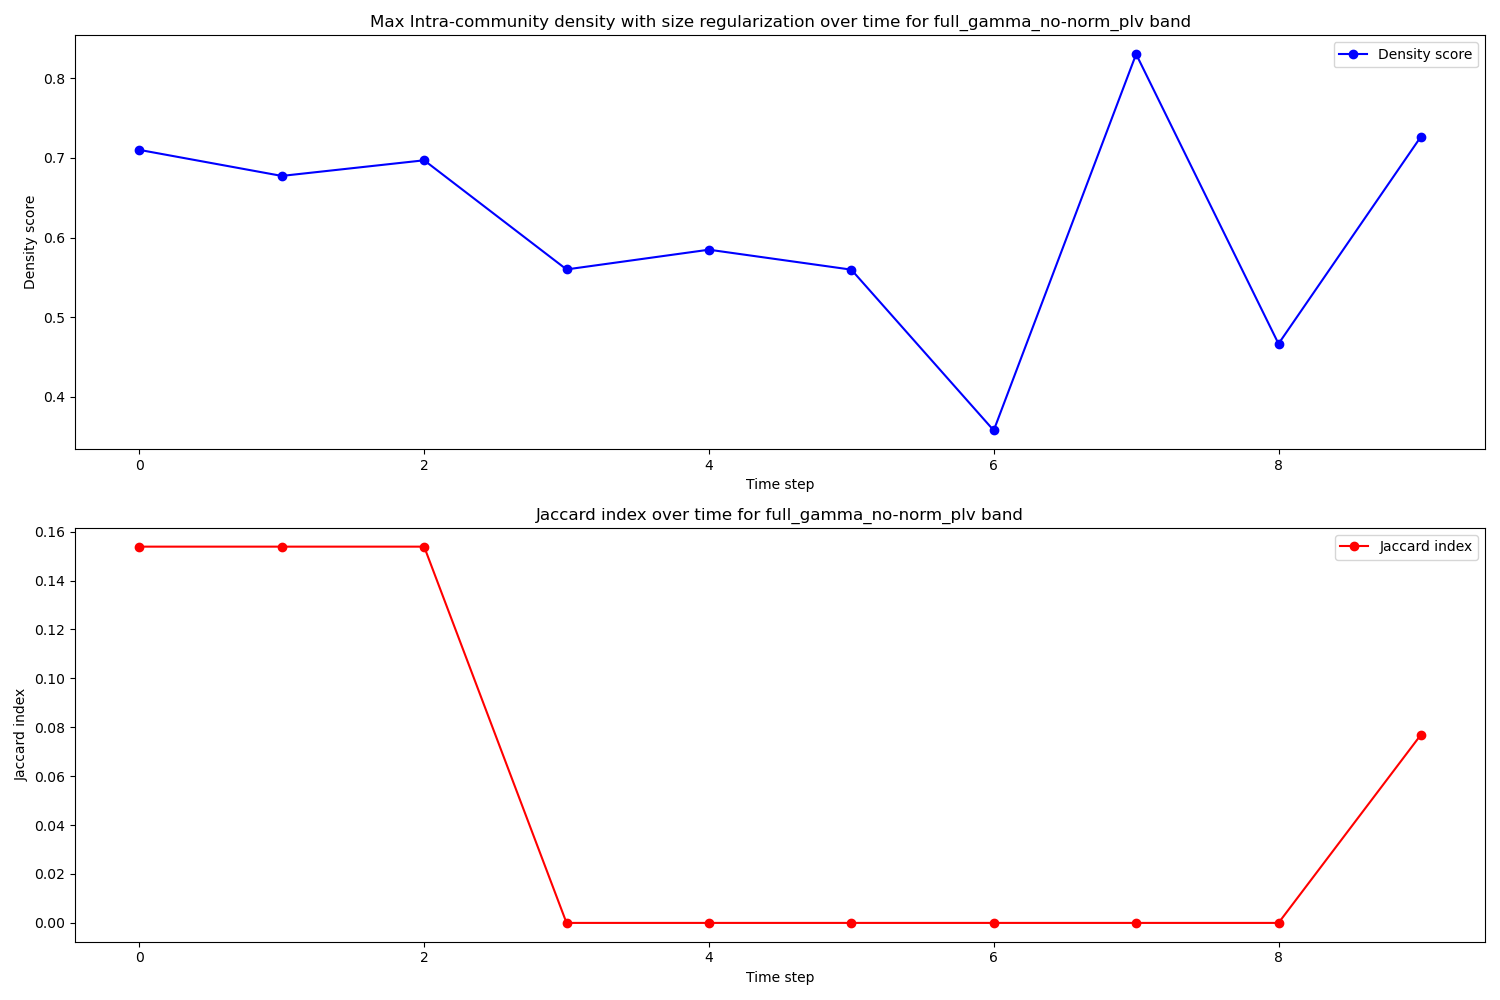 Max Intra-community density with size regularization over time for full_gamma_no-norm_plv band
Density score
0.8
0.7
0.6
0.5
0.4
Density score
0 2 4 6 8
Time step
Jaccard index over time for full_gamma_no-norm_plv band
Jaccard index
0.16
0.14
0.12
0.10
0.08
0.06
0.04
0.02
0.00
Jaccard index
0 2 4 6 8
Time step